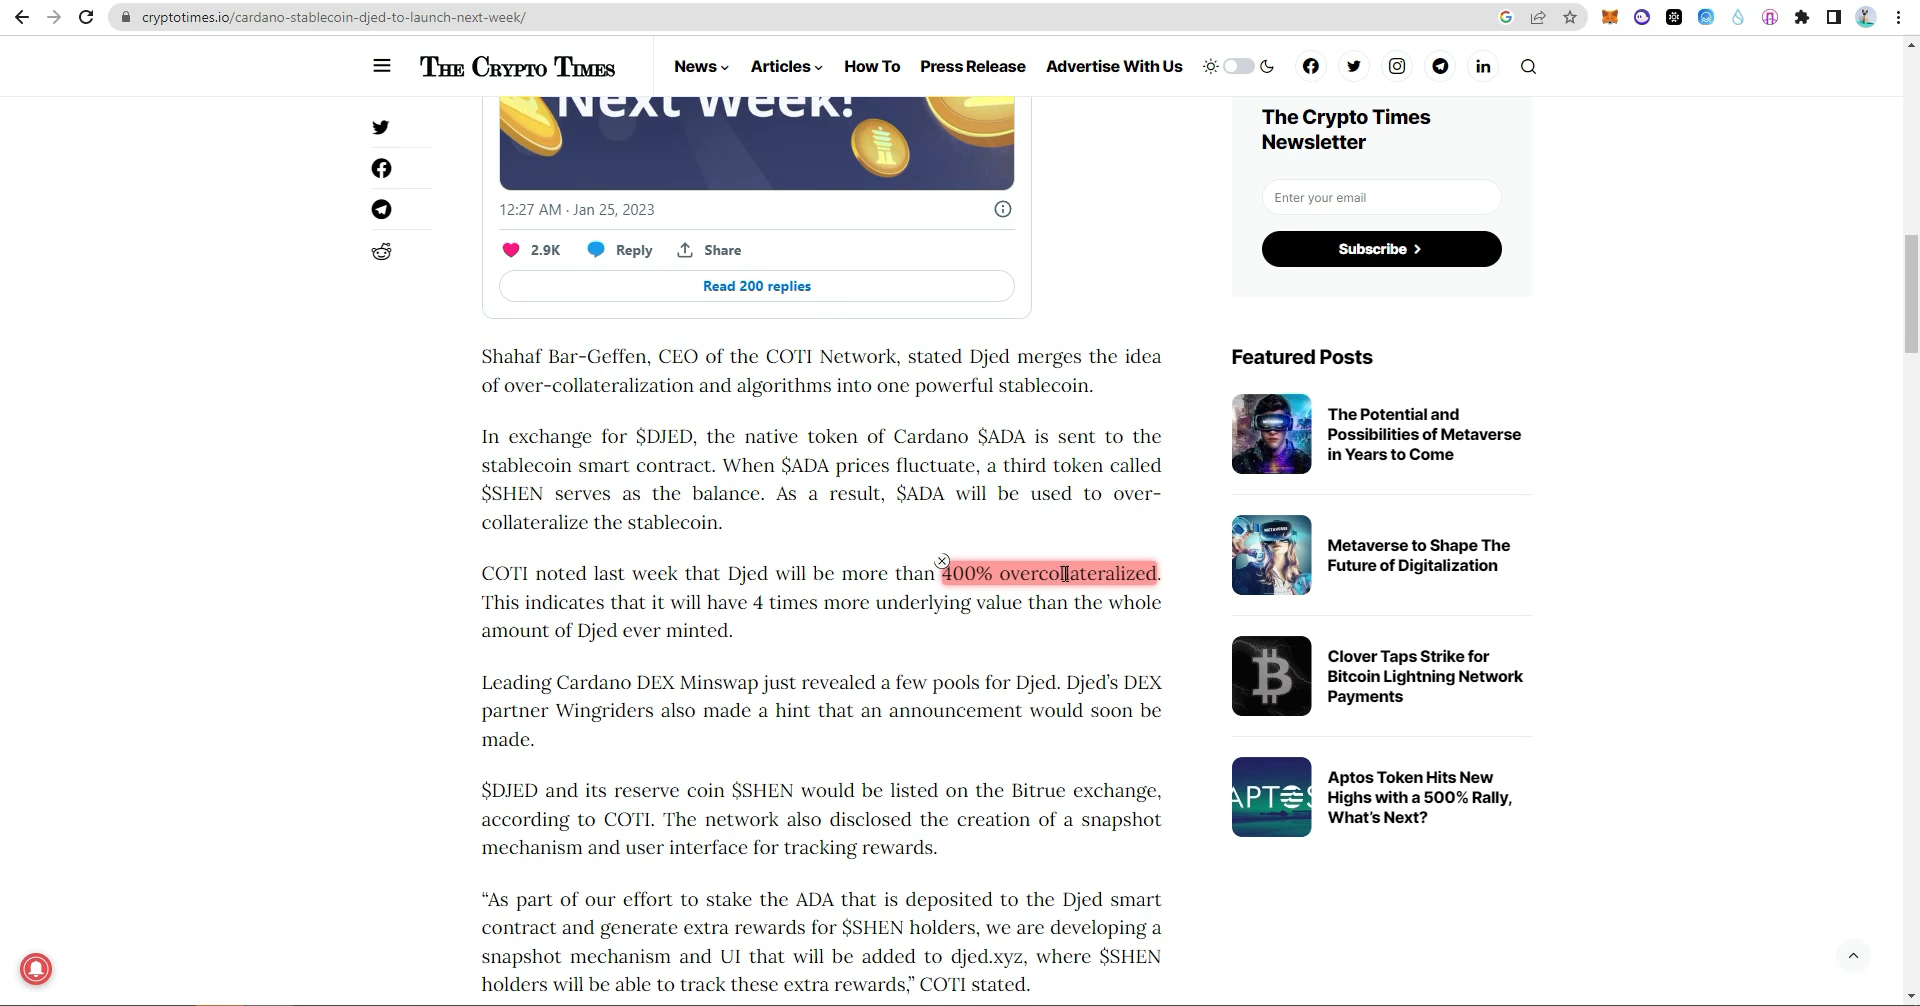 cryptotimes.io/cardano-stablecoin-djed-to-launch-next-week/
THE CRYPTO TIMES
News
Articles
How To
Press Release
Advertise With Us
in
Next Week!
12:27 AM · Jan 25, 2023
2.9K
Reply
Share
Read 200 replies
Shahaf Bar-Geffen, CEO of the COTI Network, stated Djed merges the idea
of over-collateralization and algorithms into one powerful stablecoin.
In exchange for $DJED, the native token of Cardano $ADA is sent to the
stablecoin smart contract. When $ADA prices fluctuate, a third token called
$SHEN serves as the balance. As a result, $ADA will be used to over-
collateralize the stablecoin.
COTI noted last week that Djed will be more than 400% overcollateralized.
This indicates that it will have 4 times more underlying value than the whole
amount of Djed ever minted.
Leading Cardano DEX Minswap just revealed a few pools for Djed. Djed's DEX
partner Wingriders also made a hint that an announcement would soon be
made.
$DJED and its reserve coin $SHEN would be listed on the Bitrue exchange,
according to COTI. The network also disclosed the creation of a snapshot
mechanism and user interface for tracking rewards.
“As part of our effort to stake the ADA that is deposited to the Djed smart
contract and generate extra rewards for $SHEN holders, we are developing a
snapshot mechanism and UI that will be added to djed.xyz, where $SHEN
holders will be able to track these extra rewards,” COTI stated.
The Crypto Times
Newsletter
Enter your email
Subscribe
Featured Posts
The Potential and
Possibilities of Metaverse
in Years to Come
METAVERSE
Metaverse to Shape The
Future of Digitalization
Clover Taps Strike for
Bitcoin Lightning Network
Payments
APTOS
Aptos Token Hits New
Highs with a 500% Rally,
What's Next?